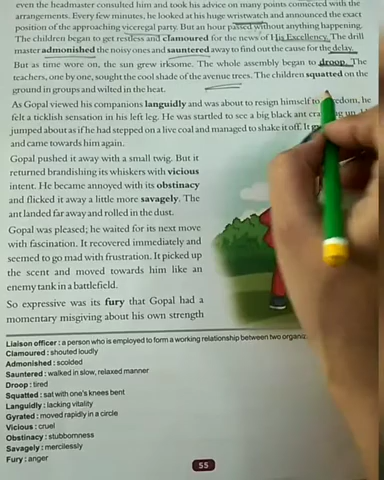 even the headmaster consulted him and took his advice on many points connected with the
arrangements. Every few minutes, he looked at his huge wristwatch and announced the exact
position of the approaching viceregal party. But an hour passed without anything happening.
The children began to get restless and clamoured for the news of His Excellency. The drill
master admonished the noisy ones and sauntered away to find out the cause for the delay.
But as time wore on, the sun grew irksome. The whole assembly began to droop. The
teachers, one by one, sought the cool shade of the avenue trees. The children squatted on the
ground in groups and wilted in the heat.
As Gopal viewed his companions languidly and was about to resign himself to he
felt a ticklish sensation in his left leg. He was startled to see a big black ant
jumped about as if he had stepped on a live coal and managed to shake it off. It
and came towards him again.
Gopal pushed it away with a small twig. But it
returned brandishing its whiskers with vicious
intent. He became annoyed with its obstinacy
and flicked it away a little more savagely. The
ant landed far away and rolled in the dust.
Gopal was pleased; he waited for its next move
with fascination. It recovered immediately and
seemed to go mad with frustration. It picked up
the scent and moved towards him like an
enemy tank in a battlefield.
So expressive was its fury that Gopal had a
momentary misgiving about his own strength
Liaison officer : a person who is employed to form a working relationship between two
Clamoured : shouted loudly
Admonished : scolded
Sauntered : walked in slow, relaxed manner
Droop : tired
Squatted : sat with one's knees bent
Languidly : lacking vitality
Gyrated : moved rapidly in a circle
Vicious : cruel
Obstinacy : stubbornness
Savagely : mercilessly
Fury : anger
55